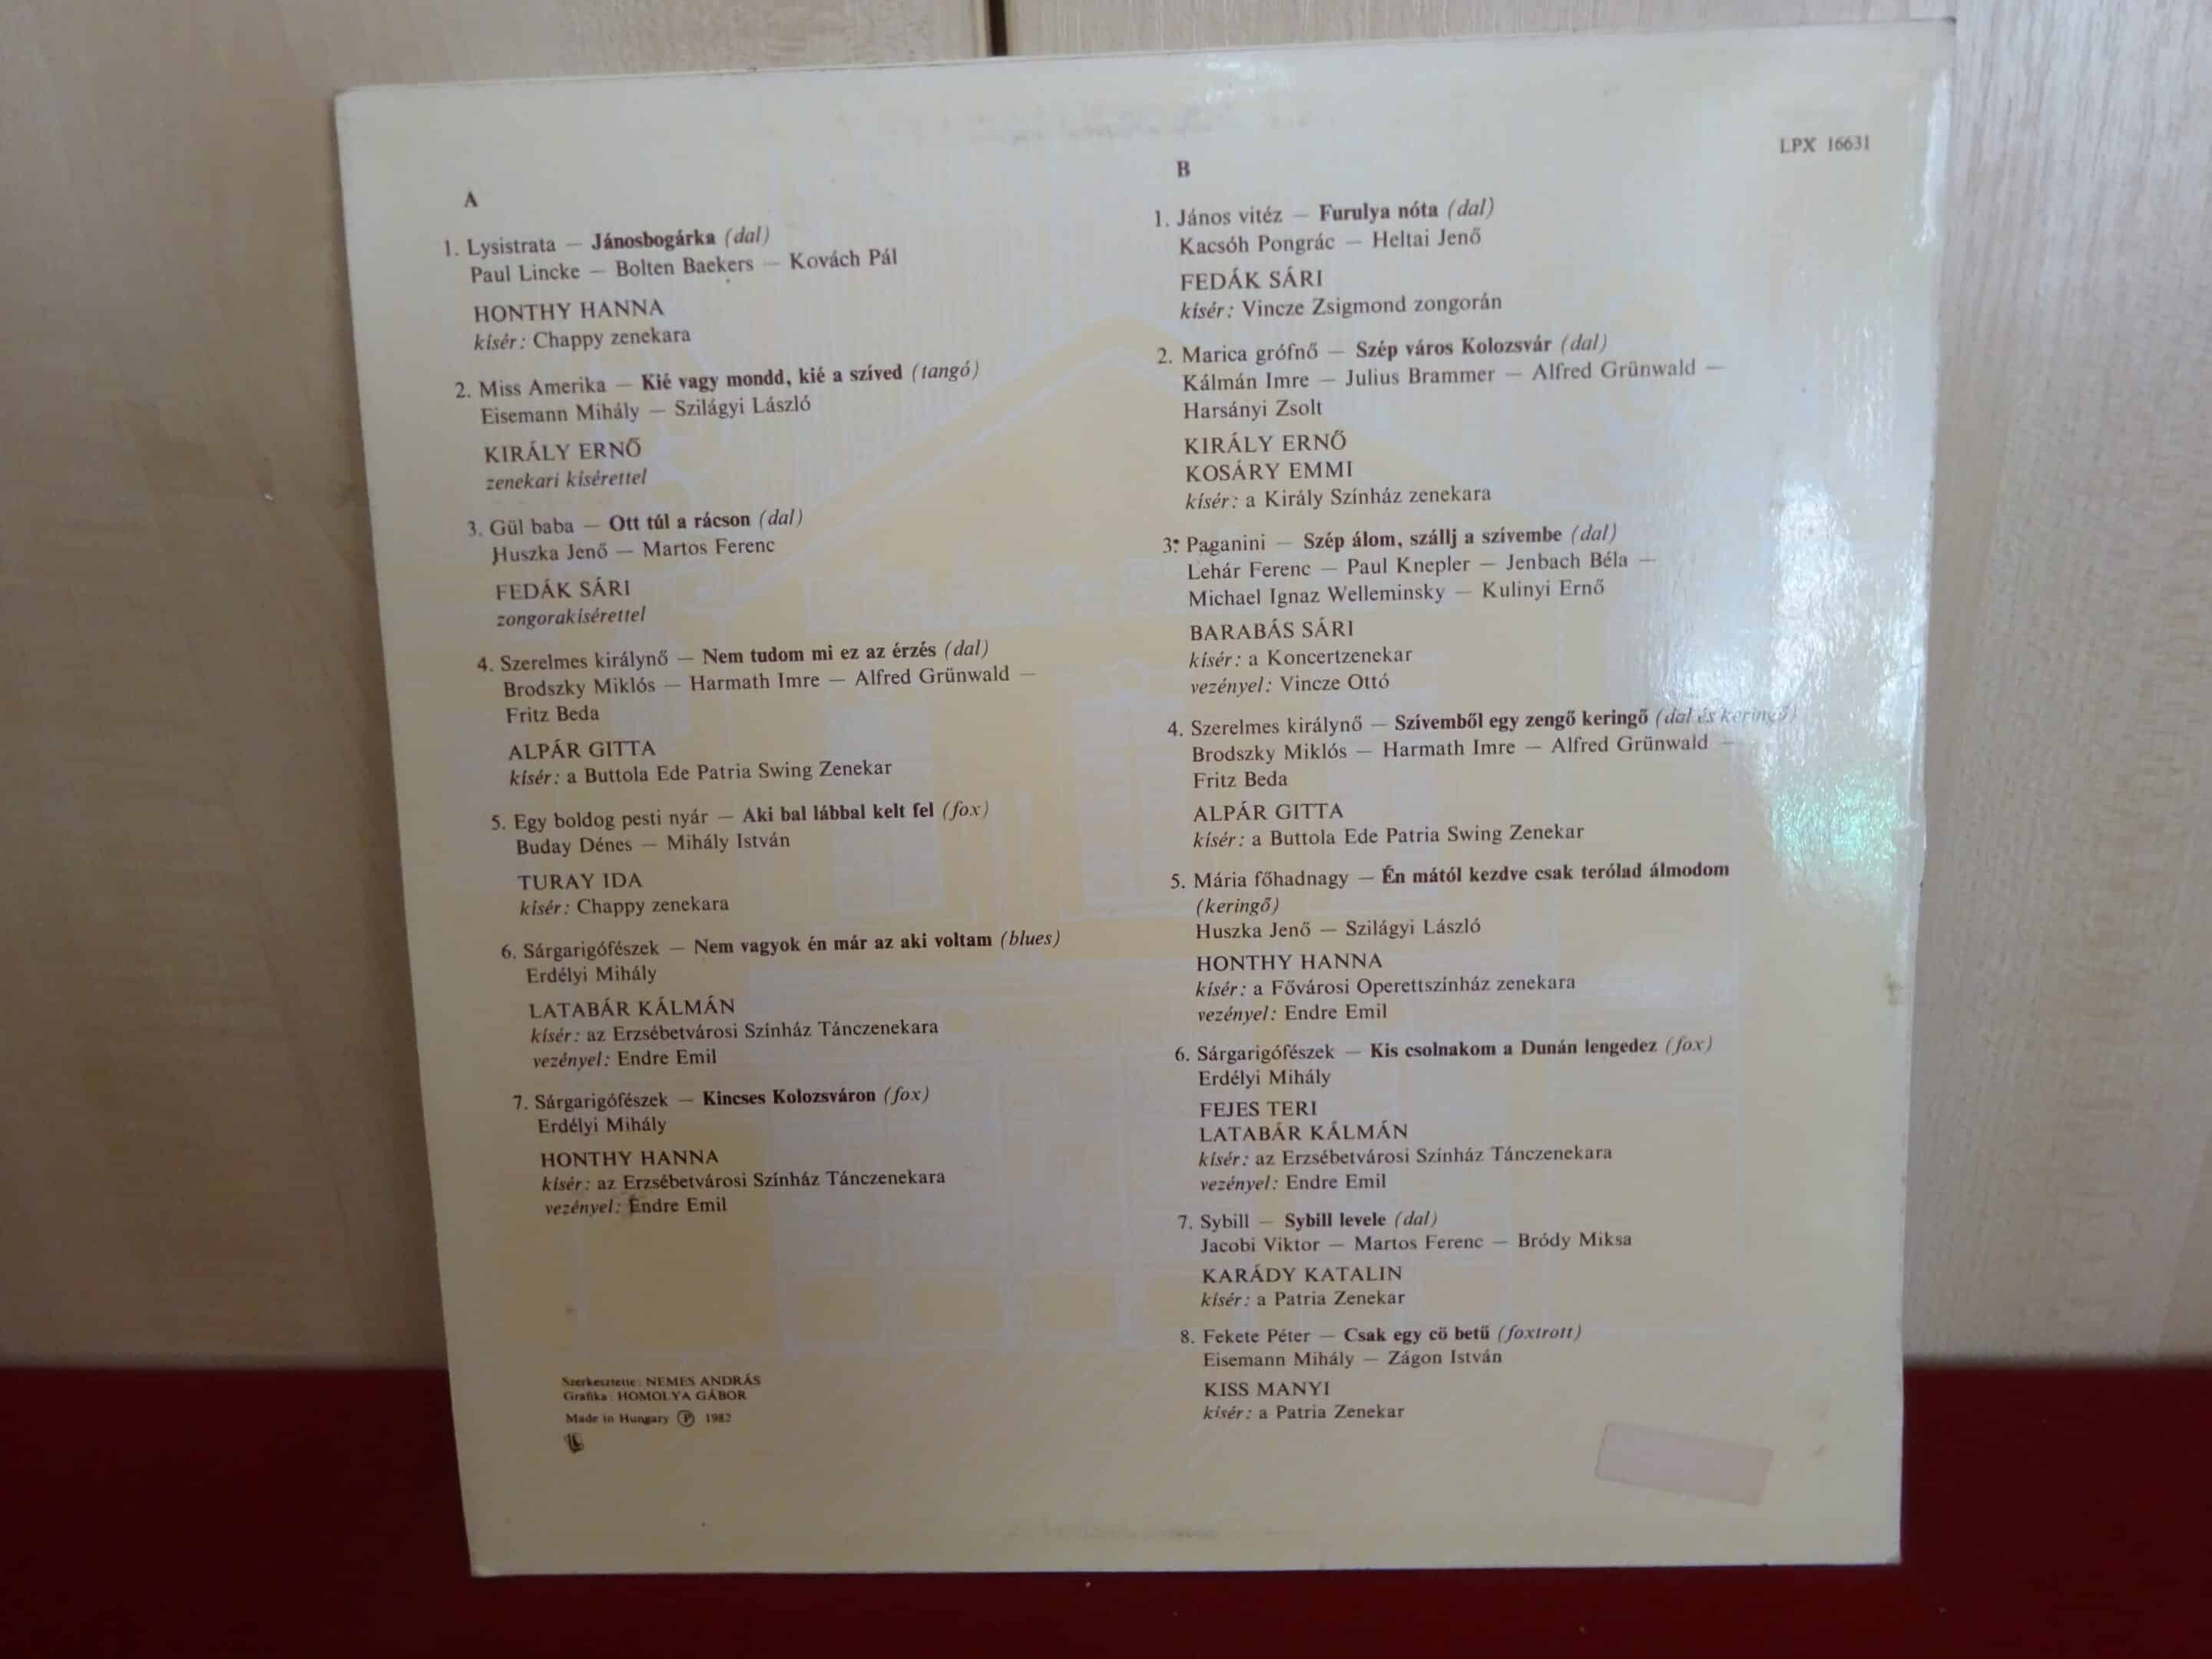 LPX 16631
A
1. Lysistrata — Jánosbogárka (dal)
Paul Lincke — Bolten Baekers — Kovách Pál
HONTHY HANNA
kísér: Chappy zenekara
2. Miss Amerika — Kié vagy mondd, kié a szíved (tangó)
Eisemann Mihály — Szilágyi László
KIRÁLY ERNŐ
zenekari kísérettel
3. Gül baba — Ott túl a rácson (dal)
Huszka Jenő — Martos Ferenc
FEDÁK SÁRI
zongorakísérettel
4. Szerelmes királynő — Nem tudom mi ez az érzés (dal)
Brodszky Miklós — Harmath Imre — Alfred Grünwald —
Fritz Beda
ALPÁR GITTA
kísér: a Buttola Ede Patria Swing Zenekar
5. Egy boldog pesti nyár — Aki bal lábbal kelt fel (fox)
Buday Dénes — Mihály István
TURAY IDA
kísér: Chappy zenekara
6. Sárgarigófészek — Nem vagyok én már az aki voltam (blues)
Erdélyi Mihály
LATABÁR KÁLMÁN
kísér: az Erzsébetvárosi Színház Tánczenekara
vezényel: Endre Emil
7. Sárgarigófészek — Kincses Kolozsváron (fox)
Erdélyi Mihály
HONTHY HANNA
kísér: az Erzsébetvárosi Színház Tánczenekara
vezényel: Endre Emil
Szerkesztette: NEMES ANDRÁS
Grafika: HOMOLYA GÁBOR
Made in Hungary Ⓟ 1982
B
1. János vitéz — Furulya nóta (dal)
Kacsóh Pongrác — Heltai Jenő
FEDÁK SÁRI
kísér: Vincze Zsigmond zongorán
2. Marica grófnő — Szép város Kolozsvár (dal)
Kálmán Imre — Julius Brammer — Alfred Grünwald —
Harsányi Zsolt
KIRÁLY ERNŐ
KOSÁRY EMMI
kísér: a Király Színház zenekara
3. Paganini — Szép álom, szállj a szívembe (dal)
Lehár Ferenc — Paul Knepler — Jenbach Béla —
Michael Ignaz Welleminsky — Kulinyi Ernő
BARABÁS SÁRI
kísér: a Koncertzenekar
vezényel: Vincze Ottó
4. Szerelmes királynő — Szívemből egy zengő keringő (dal és keringő)
Brodszky Miklós — Harmath Imre — Alfred Grünwald —
Fritz Beda
ALPÁR GITTA
kísér: a Buttola Ede Patria Swing Zenekar
5. Mária főhadnagy — Én mától kezdve csak terólad álmodom
(keringő)
Huszka Jenő — Szilágyi László
HONTHY HANNA
kísér: a Fővárosi Operettszínház zenekara
vezényel: Endre Emil
6. Sárgarigófészek — Kis csolnakom a Dunán lengedez (fox)
Erdélyi Mihály
FEJES TERI
LATABÁR KÁLMÁN
kísér: az Erzsébetvárosi Színház Tánczenekara
vezényel: Endre Emil
7. Sybill — Sybill levele (dal)
Jacobi Viktor — Martos Ferenc — Bródy Miksa
KARÁDY KATALIN
kísér: a Patria Zenekar
8. Fekete Péter — Csak egy cö betű (foxtrott)
Eisemann Mihály — Zágon István
KISS MANYI
kísér: a Patria Zenekar